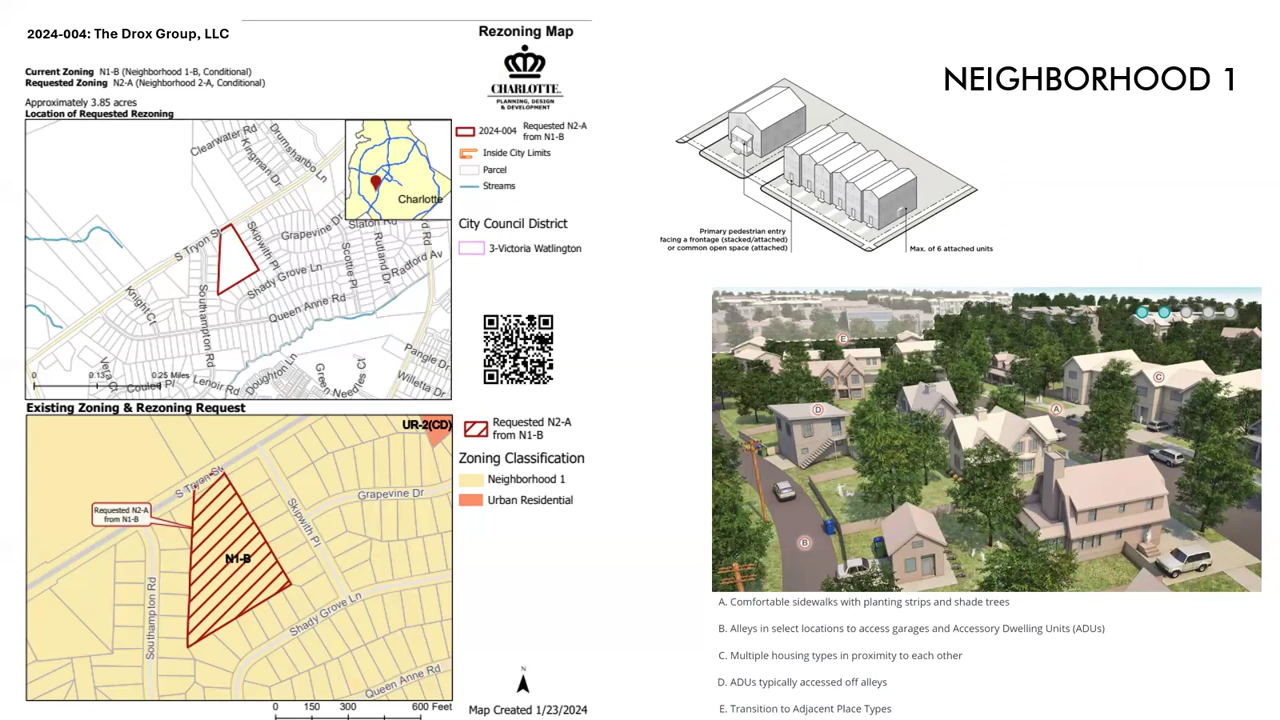 2024-004: The Drox Group, LLC
Current Zoning N1-B (Neighborhood 1-B, Conditional)
Requested Zoning N2-A (Neighborhood 2-A, Conditional)
Approximately 3.85 acres
Location of Requested Rezoning
Rezoning Map
CHARLOTTE.
PLANNING, DESIGN
& DEVELOPMENT
2024-004 Requested N2-A
from N1-B
Inside City Limits
Parcel
Streams
City Council District
3-Victoria Watlington
Clearwater Rd
Kingman Dr
Drumshanbo Ln
Charlotte
S Tryon St
Skipwith Pl
Grapevine Dr
Slaton Rd
Scottie Pl
Rutland Dr
d Rd
Radford Av
Shady Grove Ln
Queen Anne Rd
Knight Ct
Southampton Rd
Vera Ct
Coulee Pl
Lenoir Rd
Doughton Ln
Green Needles Ct
Pangle Dr
Willetta Dr
0 0.13 0.25 Miles
Existing Zoning & Rezoning Request
UR-2(CD)
S Tryon St
Requested N2-A
from N1-B
N1-B
Skipwith Pl
Grapevine Dr
Southampton Rd
Shady Grove Ln
Queen Anne Rd
Requested N2-A
from N1-B
Zoning Classification
Neighborhood 1
Urban Residential
N
0 150 300 600 Feet
Map Created 1/23/2024
NEIGHBORHOOD 1
Primary pedestrian entry
facing a frontage (stacked/attached)
or common open space (attached)
Max. of 6 attached units
E
C
A
D
B
A. Comfortable sidewalks with planting strips and shade trees
B. Alleys in select locations to access garages and Accessory Dwelling Units (ADUs)
C. Multiple housing types in proximity to each other
D. ADUs typically accessed off alleys
E. Transition to Adjacent Place Types